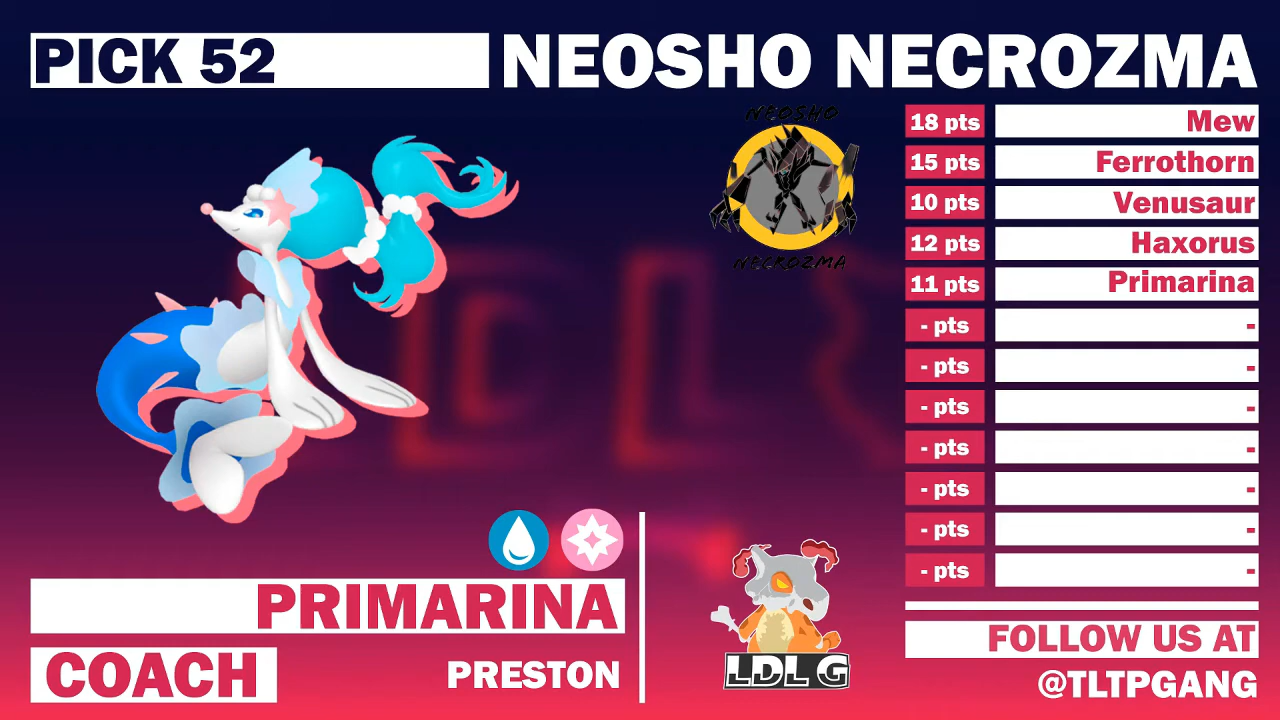 PICK 52
NEOSHO NECROZMA
NEOSHO
NECROZMA
18 pts Mew
15 pts Ferrothorn
10 pts Venusaur
12 pts Haxorus
11 pts Primarina
- pts -
- pts -
- pts -
- pts -
- pts -
- pts -
- pts -
PRIMARINA
COACH PRESTON
LDL G
FOLLOW US AT
@TLTPGANG